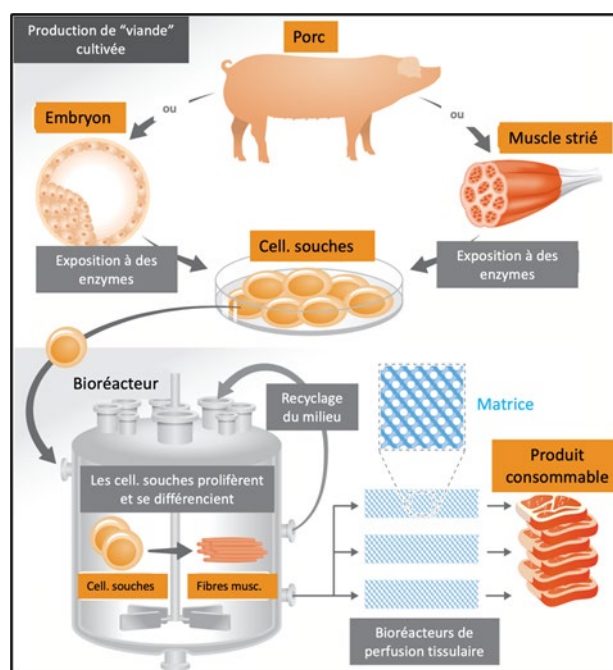 Production de “viande”
cultivée
Porc
ou
ou
Embryon
Muscle strié
Exposition à des
enzymes
Cell. souches
Exposition à des
enzymes
Bioréacteur
Recyclage
du milieu
Matrice
Produit
consommable
Les cell. souches prolifèrent
et se différencient
Cell. souches
Fibres musc.
Bioréacteurs de
perfusion tissulaire